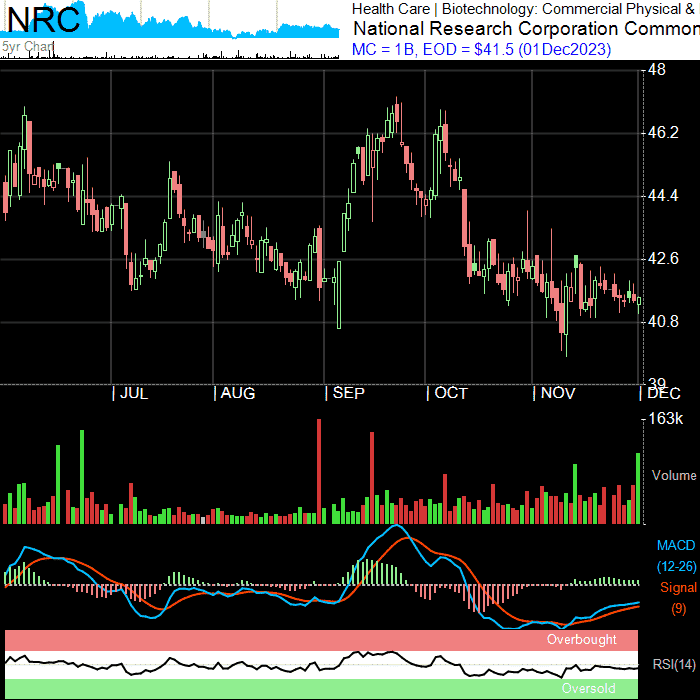 NRC
5yr Chart
Health Care | Biotechnology: Commercial Physical &
National Research Corporation Common
MC = 1B, EOD = $41.5 (01Dec2023)
48
46.2
44.4
42.6
40.8
39
JUL AUG SEP OCT NOV DEC
163k
Volume
MACD
(12-26)
Signal
(9)
Overbought
RSI(14)
Oversold